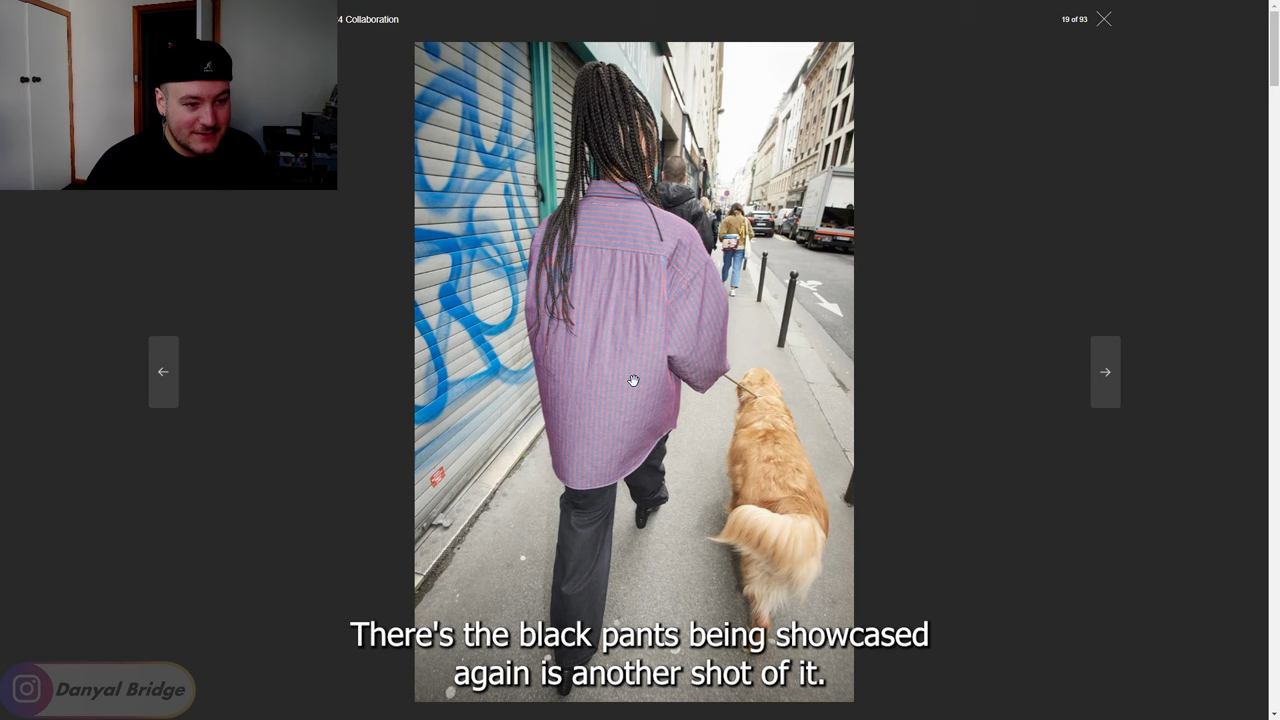 4 Collaboration
19 of 93
There's the black pants being showcased
again is another shot of it.
Danyal Bridge